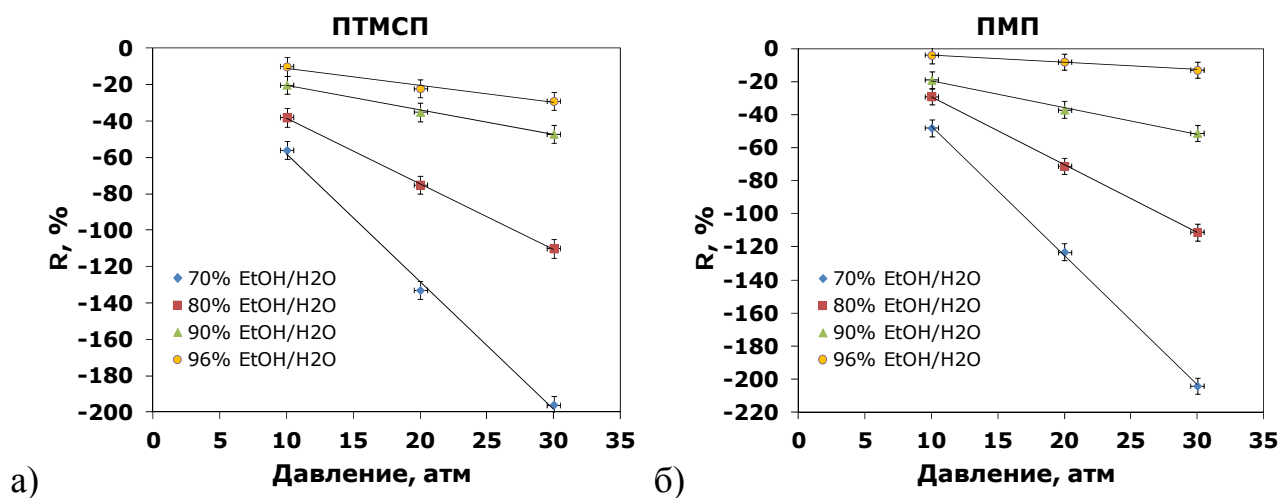 ПТМСП
0
-20
-40
-60
-80
-100
-120
-140
-160
-180
-200
R, %
70% EtOH/H2O
80% EtOH/H2O
90% EtOH/H2O
96% EtOH/H2O
0 5 10 15 20 25 30 35
Давление, атм
а)
ПМП
0
-20
-40
-60
-80
-100
-120
-140
-160
-180
-200
-220
R, %
70% EtOH/H2O
80% EtOH/H2O
90% EtOH/H2O
96% EtOH/H2O
0 5 10 15 20 25 30 35
Давление, атм
б)